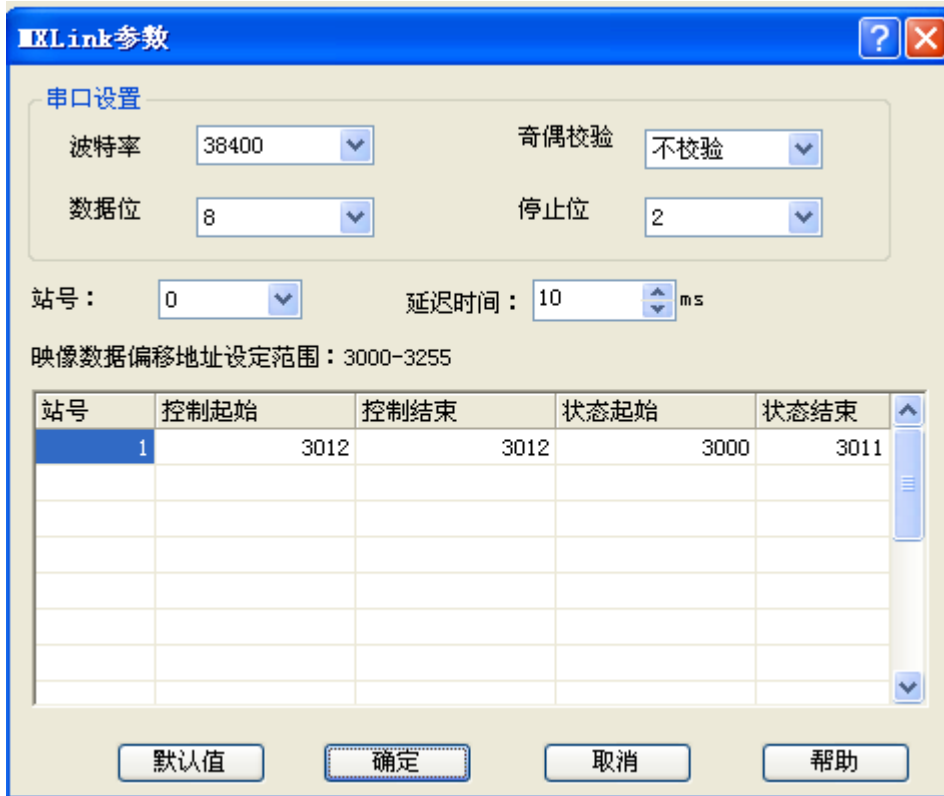 MXLink参数
串口设置
波特率 38400 奇偶校验 不校验
数据位 8 停止位 2
站号： 0 延迟时间： 10 ms
映像数据偏移地址设定范围：3000-3255
站号 控制起始 控制结束 状态起始 状态结束
1 3012 3012 3000 3011
默认值 确定 取消 帮助